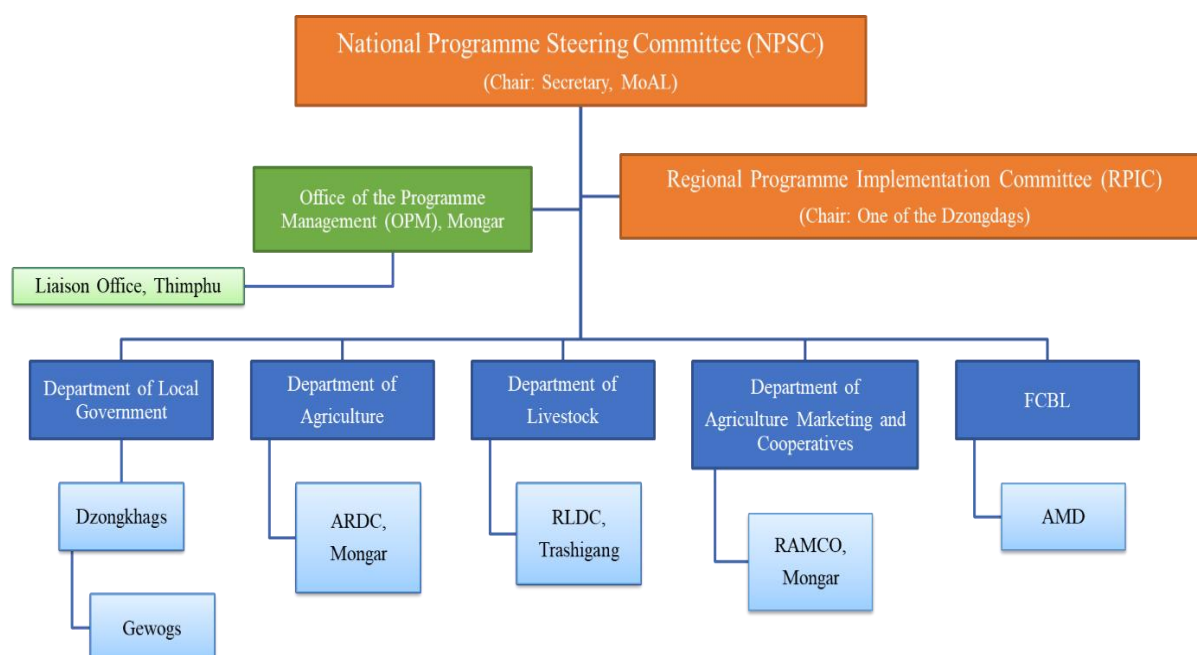 National Programme Steering Committee (NPSC)
(Chair: Secretary, MoAL)
Office of the Programme
Management (OPM), Mongar
Regional Programme Implementation Committee (RPIC)
(Chair: One of the Dzongdags)
Liaison Office, Thimphu
Department of Local
Government
Department of
Agriculture
Department of
Livestock
Department of
Agriculture Marketing and
Cooperatives
FCBL
Dzongkhags
ARDC,
Mongar
RLDC,
Trashigang
RAMCO,
Mongar
AMD
Gewogs